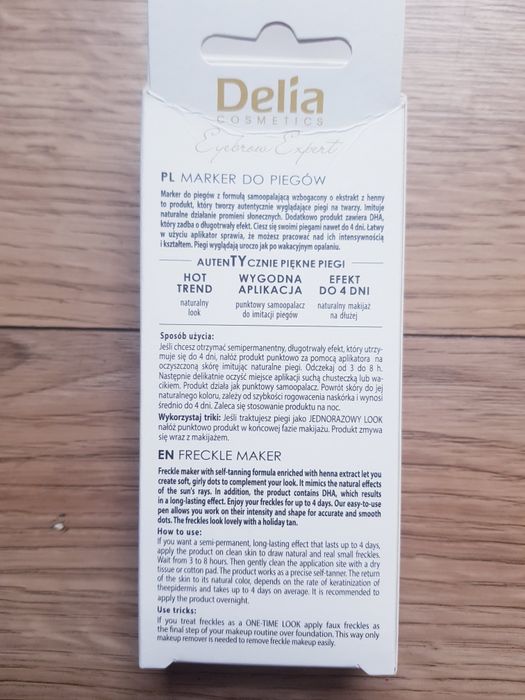 Delia
COSMETICS
Eyebrow Expert
PL MARKER DO PIEGÓW
Marker do piegów z formułą samoopalającą wzbogacony o ekstrakt z henny
to produkt, który tworzy autentycznie wyglądające piegi na twarzy. Imituje
naturalne działanie promieni słonecznych. Dodatkowo produkt zawiera DHA,
który zadba o długotrwały efekt. Ciesz się swoimi piegami nawet do 4 dni. Łatwy
w użyciu aplikator sprawia, że możesz pracować nad ich intensywnością
i kształtem. Piegi wyglądają uroczo jak po wakacyjnym opalaniu.
AUTENTYCZNIE PIĘKNE PIEGI
HOT TREND
naturalny look
WYGODNA APLIKACJA
punktowy samoopalacz do imitacji piegów
EFEKT DO 4 DNI
naturalny makijaż na dłużej
Sposób użycia:
Jeśli chcesz otrzymać semipermanentny, długotrwały efekt, który utrzy-
muje się do 4 dni, nałóż produkt punktowo za pomocą aplikatora na
oczyszczoną skórę imitując naturalne piegi. Odczekaj od 3 do 8 h.
Następnie delikatnie oczyść miejsce aplikacji suchą chusteczką lub wa-
cikiem. Produkt działa jak punktowy samoopalacz. Powrót skóry do jej
naturalnego koloru, zależy od szybkości rogowacenia naskórka i wynosi
średnio do 4 dni. Zaleca się stosowanie produktu na noc.
Wykorzystaj triki: Jeśli traktujesz piegi jako JEDNORAZOWY LOOK
nałóż produkt punktowo w końcowej fazie makijażu. Produkt zmywa
się wraz z makijażem.
EN FRECKLE MAKER
Freckle maker with self-tanning formula enriched with henna extract let you
create soft, girly dots to complement your look. It mimics the natural effects
of the sun's rays. In addition, the product contains DHA, which results
in a long-lasting effect. Enjoy your freckles for up to 4 days. Our easy-to-use
pen allows you work on their intensity and shape for accurate and smooth
dots. The freckles look lovely with a holiday tan.
How to use:
If you want a semi-permanent, long-lasting effect that lasts up to 4 days,
apply the product on clean skin to draw natural and real small freckles.
Wait from 3 to 8 hours. Then gently clean the application site with a dry
tissue or cotton pad. The product works as a precise self-tanner. The return
of the skin to its natural color, depends on the rate of keratinization of
theepidermis and takes up to 4 days on average. It is recommended to
apply the product overnight.
Use tricks:
If you treat freckles as a ONE-TIME LOOK apply faux freckles as
the final step of your makeup routine over foundation. This way only
makeup remover is needed to remove freckle makeup easily.